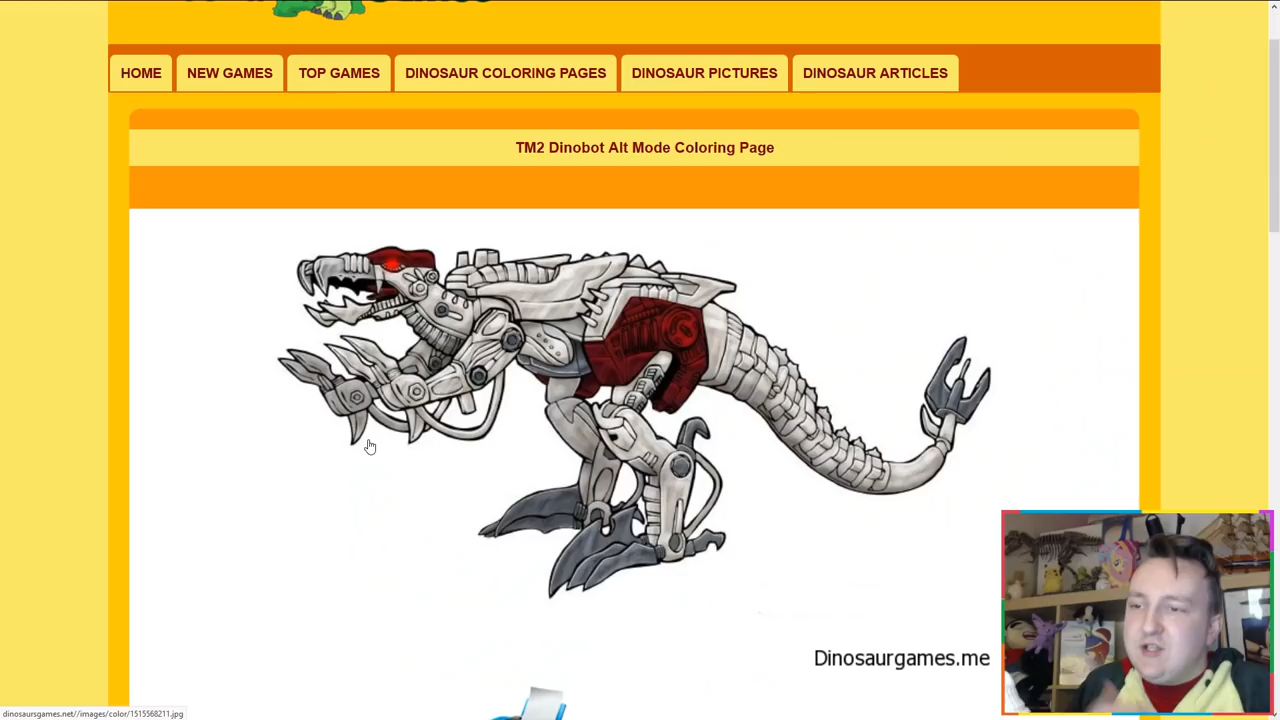 HOME NEW GAMES TOP GAMES DINOSAUR COLORING PAGES DINOSAUR PICTURES DINOSAUR ARTICLES
TM2 Dinobot Alt Mode Coloring Page
Dinosaurgames.me
dinosaursgames.net//images/color/1515568211.jpg